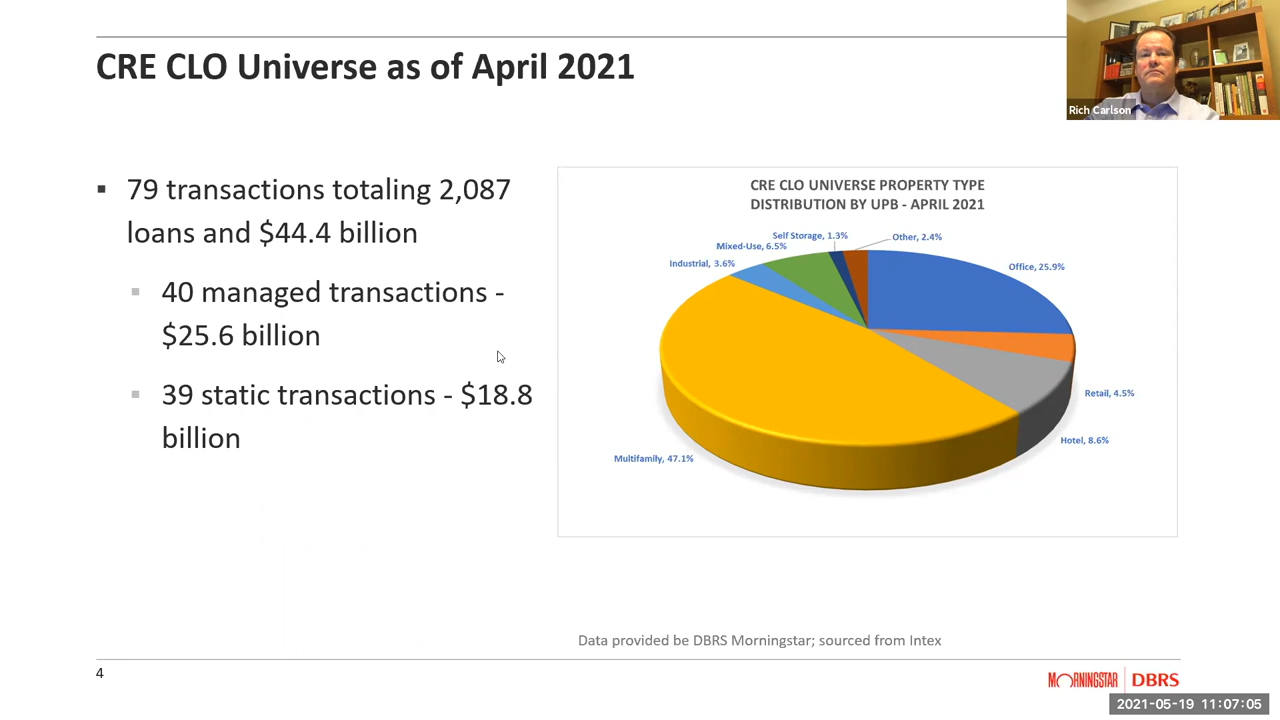 CRE CLO Universe as of April 2021
Rich Carlson
▪ 79 transactions totaling 2,087
loans and $44.4 billion
▪ 40 managed transactions -
$25.6 billion
▪ 39 static transactions - $18.8
billion
CRE CLO UNIVERSE PROPERTY TYPE
DISTRIBUTION BY UPB - APRIL 2021
Self Storage, 1.3%
Other, 2.4%
Mixed-Use, 6.5%
Industrial, 3.6%
Office, 25.9%
Retail, 4.5%
Hotel, 8.6%
Multifamily, 47.1%
Data provided be DBRS Morningstar; sourced from Intex
4
MORNINGSTAR | DBRS
2021-05-19 11:07:05